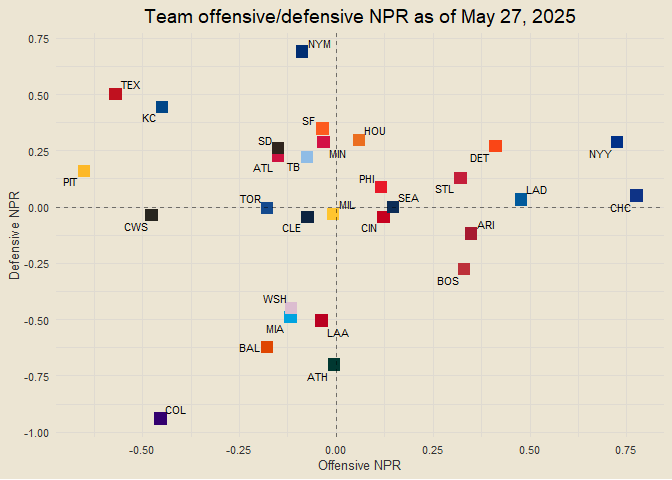 Team offensive/defensive NPR as of May 27, 2025
0.75
NYM
0.50
TEX
KC
SF
HOU
0.25
SD
MIN
DET
NYY
ATL
TB
PIT
PHI
STL
LAD
TOR
MIL
SEA
CHC
0.00
CWS
CLE
CIN
ARI
-0.25
BOS
WSH
MIA
LAA
-0.50
BAL
ATH
-0.75
COL
-1.00
Defensive NPR
-0.50
-0.25
0.00
0.25
0.50
0.75
Offensive NPR